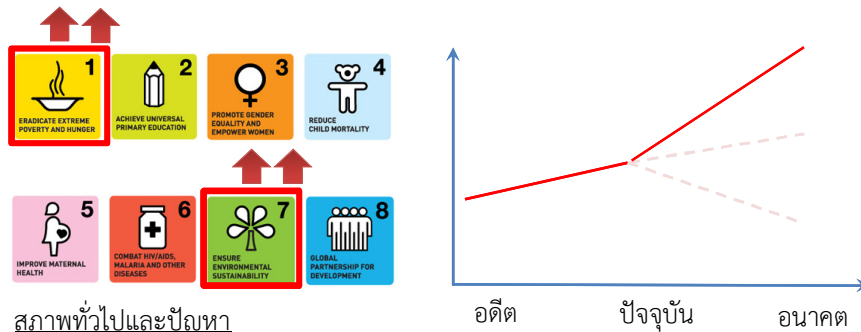 1
ERADICATE EXTREME
POVERTY AND HUNGER
2
ACHIEVE UNIVERSAL
PRIMARY EDUCATION
3
PROMOTE GENDER
EQUALITY AND
EMPOWER WOMEN
4
REDUCE
CHILD MORTALITY
5
IMPROVE MATERNAL
HEALTH
6
COMBAT HIV/AIDS,
MALARIA AND OTHER
DISEASES
7
ENSURE
ENVIRONMENTAL
SUSTAINABILITY
8
GLOBAL
PARTNERSHIP FOR
DEVELOPMENT
สภาพทั่วไปและปัญหา
อดีต ปัจจุบัน อนาคต